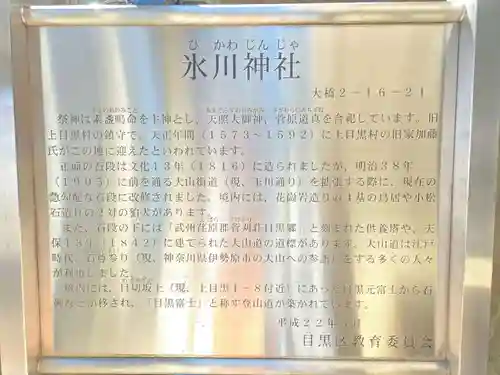 ひかわじんじゃ
氷川神社
大橋2-16-21
祭神は素盞嗚命を主神とし、天照大御神、菅原道真を合祀しています。旧
上目黒村の鎮守で、天正年間（1573～1592）に上目黒村の旧家加藤
氏がこの地に迎えたといわれています。
正面の石段は文化13年（1816）に造られましたが、明治38年
（1905）に前を通る大山街道（現、玉川通り）を拡張する際に、現在の
急勾配な石段に改修されました。境内には、花崗岩造りの1基の鳥居や小松
石造りの2対の狛犬があります。
また、石段の下には「武州荏原郡菅刈荘目黒郷」と刻まれた供養塔や、天
保13年（1842）に建てられた大山道の道標があります。大山道は江戸
時代、石尊参り（現、神奈川県伊勢原市の大山への参詣）をする多くの人々
が利用しました。
境内には、目切坂上（現、上目黒1-8付近）にあった目黒元富士から石
祠などが移され、「目黒富士」と称す登山道が築かれています。
平成22年 月
目黒区教育委員会